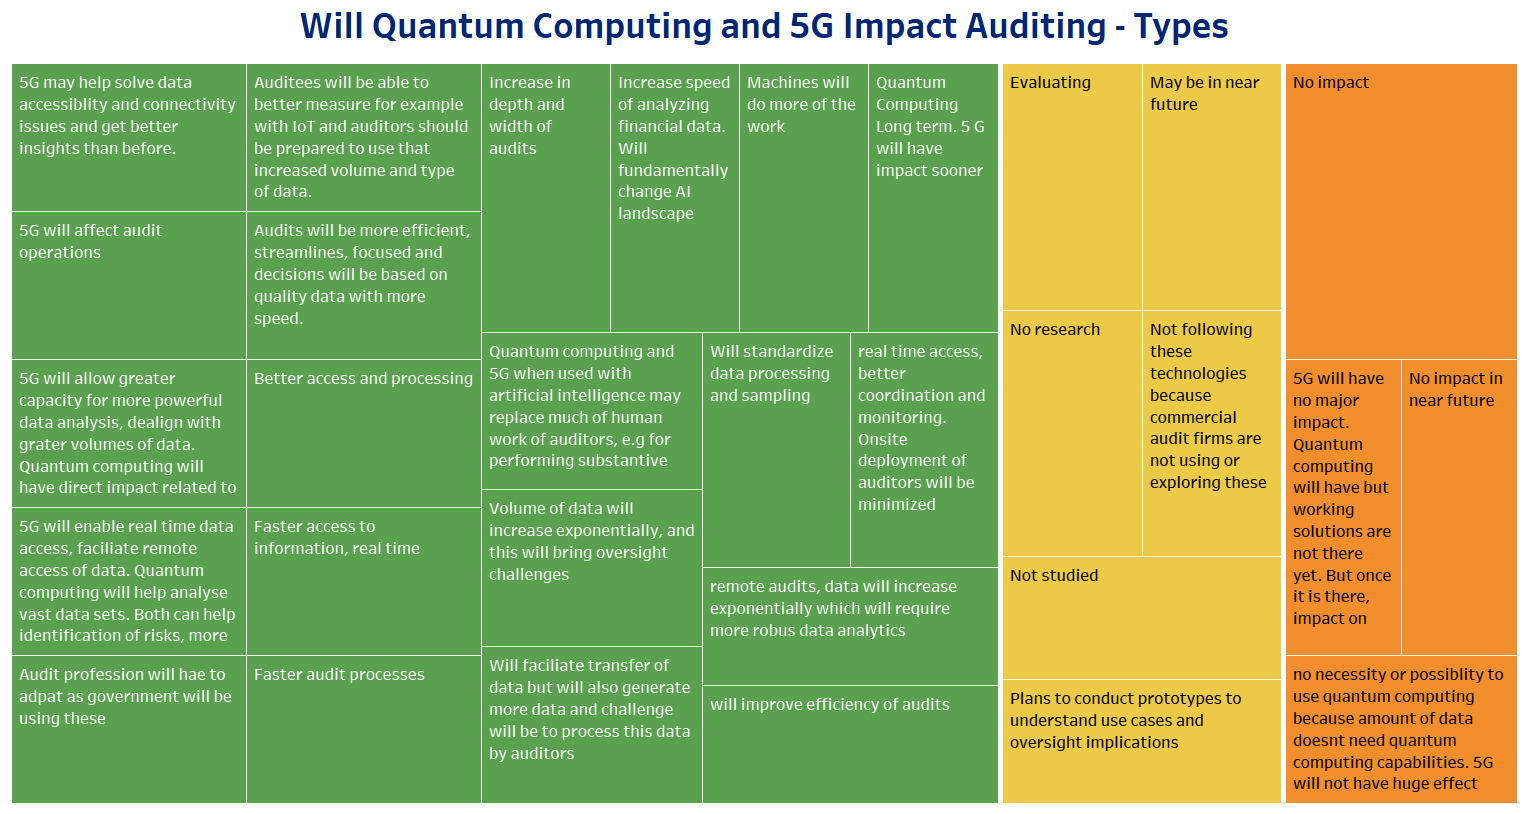 Will Quantum Computing and 5G Impact Auditing - Types
5G may help solve data
accessiblity and connectivity
issues and get better
insights than before.
Auditees will be able to
better measure for example
with IoT and auditors should
be prepared to use that
increased volume and type
of data.
Increase in
depth and
width of
audits
Increase speed
of analyzing
financial data.
Will
fundamentally
change AI
landscape
Machines will
do more of the
work
Quantum
Computing
Long term. 5 G
will have
impact sooner
Evaluating
May be in near
future
No impact
5G will affect audit
operations
Audits will be more efficient,
streamlines, focused and
decisions will be based on
quality data with more
speed.
5G will allow greater
capacity for more powerful
data analysis, dealign with
grater volumes of data.
Quantum computing will
have direct impact related to
Better access and processing
Quantum computing and
5G when used with
artificial intelligence may
replace much of human
work of auditors, e.g for
performing substantive
Will standardize
data processing
and sampling
real time access,
better
coordination and
monitoring.
Onsite
deployment of
auditors will be
minimized
No research
Not following
these
technologies
because
commercial
audit firms are
not using or
exploring these
5G will have
no major
impact.
Quantum
computing
will have but
working
solutions are
not there
yet. But once
it is there,
impact on
No impact in
near future
5G will enable real time data
access, faciliate remote
access of data. Quantum
computing will help analyse
vast data sets. Both can help
identification of risks, more
Faster access to
information, real time
Volume of data will
increase exponentially, and
this will bring oversight
challenges
remote audits, data will increase
exponentially which will require
more robus data analytics
Not studied
Audit profession will hae to
adpat as government will be
using these
Faster audit processes
Will faciliate transfer of
data but will also generate
more data and challenge
will be to process this data
by auditors
will improve efficiency of audits
Plans to conduct prototypes to
understand use cases and
oversight implications
no necessity or possiblity to
use quantum computing
because amount of data
doesnt need quantum
computing capabilities. 5G
will not have huge effect